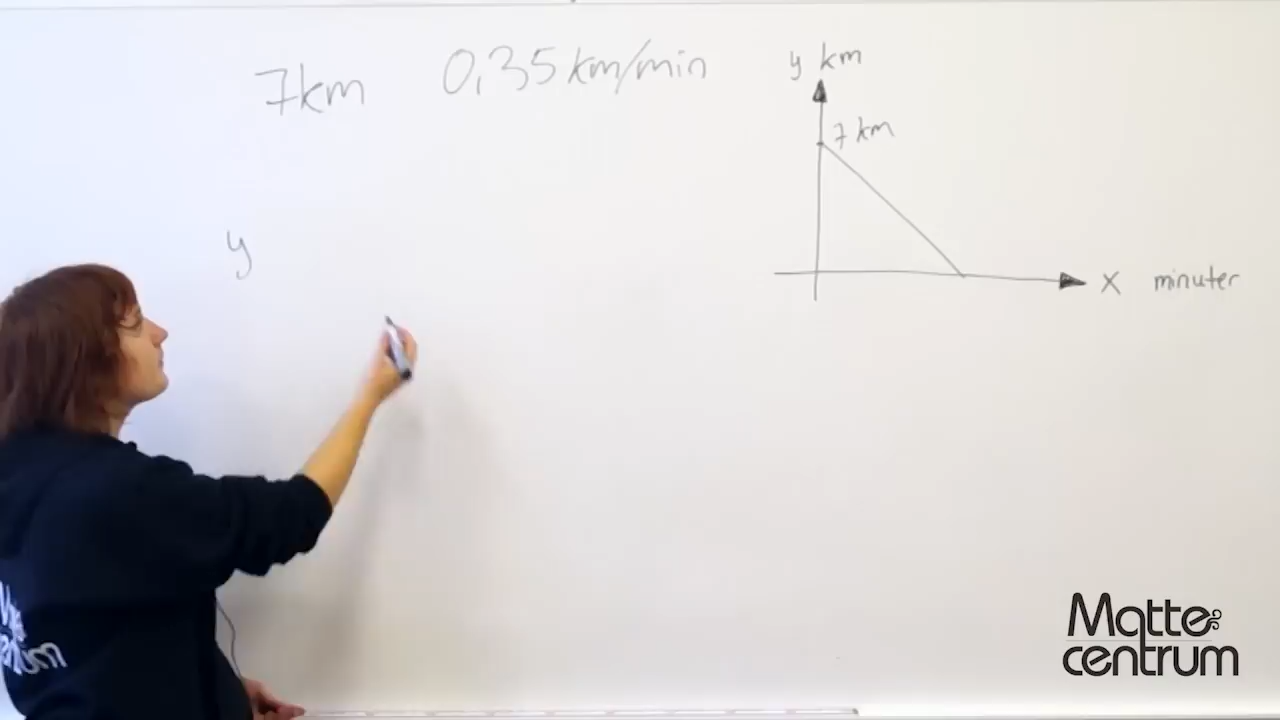 7km 0,35 km/min
y km
7 km
y
x minuter
Matte
centrum